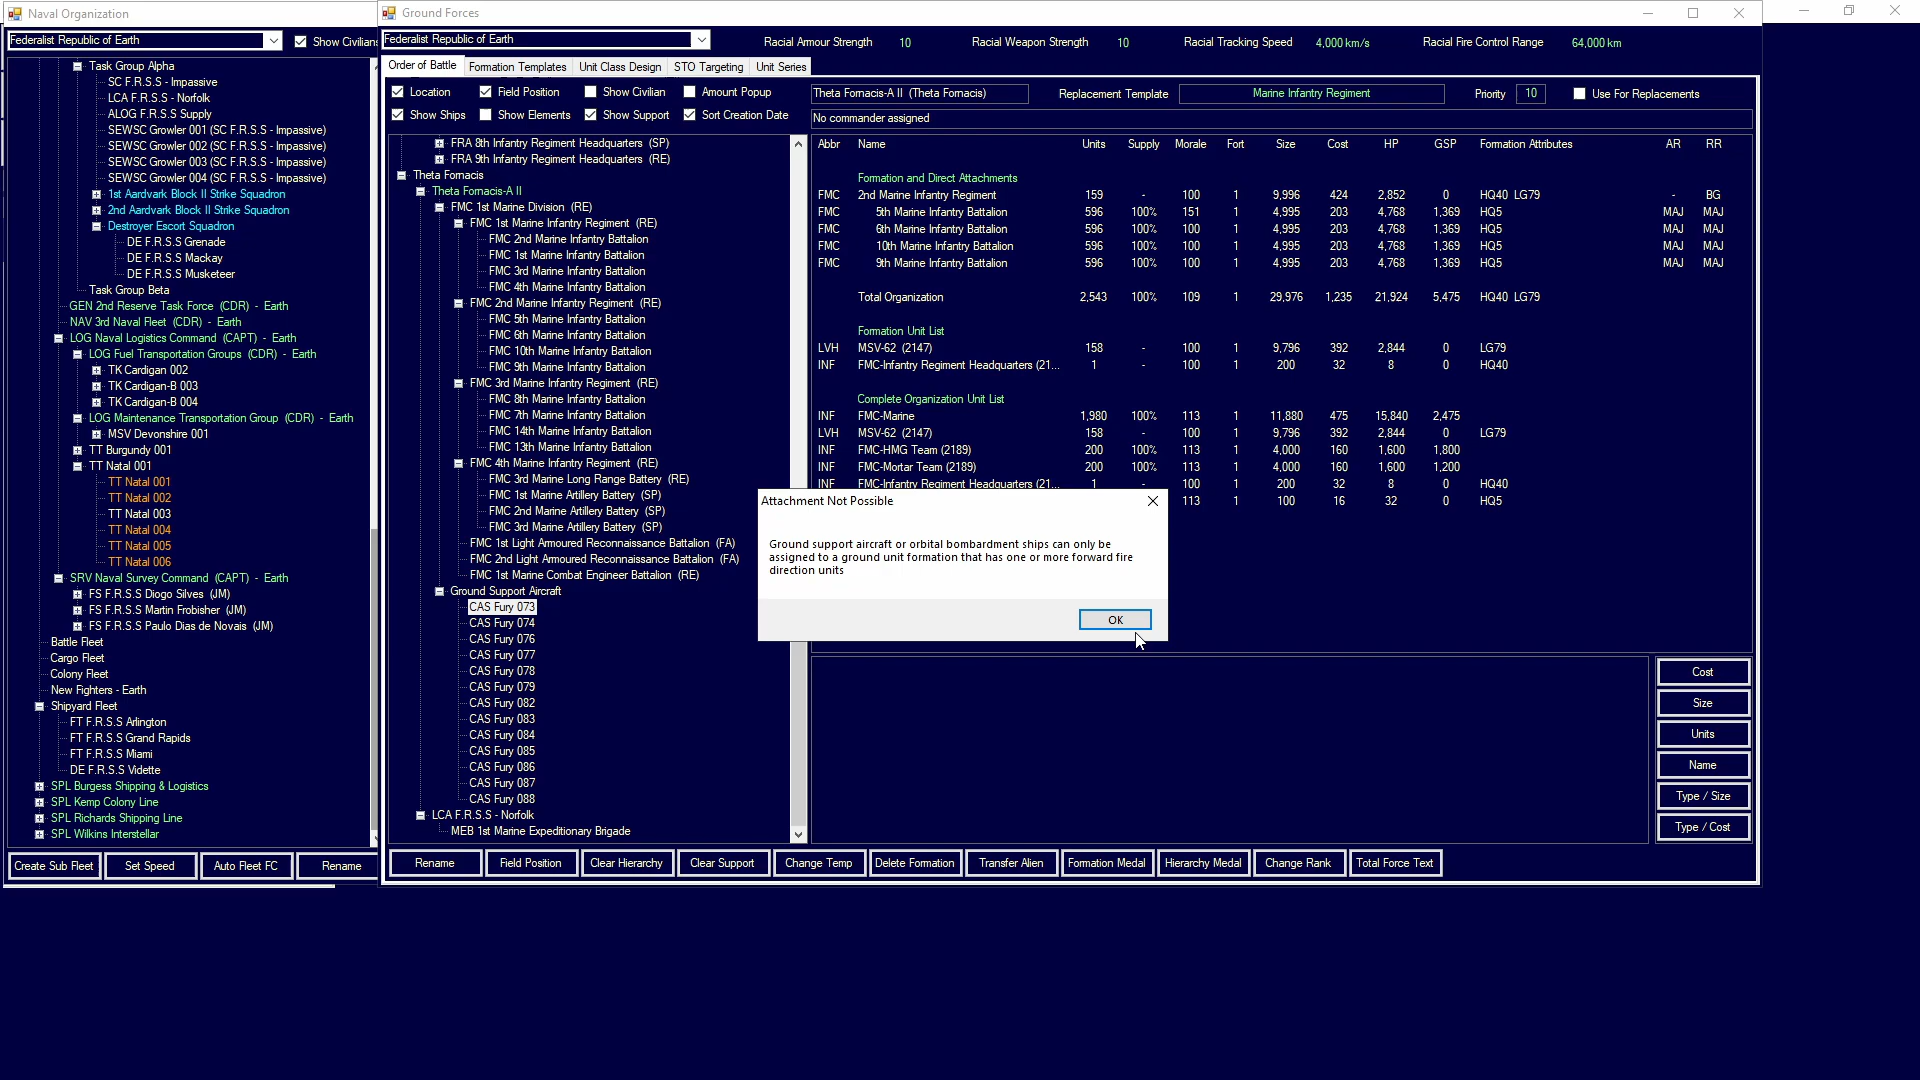 Naval Organization
Federalist Republic of Earth
Show Civilians
Task Group Alpha
SC F.R.S.S - Impassive
LCA F.R.S.S - Norfolk
ALOG F.R.S.S Supply
SEWSC Growler 001 (SC F.R.S.S - Impassive)
SEWSC Growler 002 (SC F.R.S.S - Impassive)
SEWSC Growler 003 (SC F.R.S.S - Impassive)
SEWSC Growler 004 (SC F.R.S.S - Impassive)
1st Aardvark Block II Strike Squadron
2nd Aardvark Block II Strike Squadron
Destroyer Escort Squadron
DE F.R.S.S Grenade
DE F.R.S.S Mackay
DE F.R.S.S Musketeer
Task Group Beta
GEN 2nd Reserve Task Force (CDR) - Earth
NAV 3rd Naval Fleet (CDR) - Earth
LOG Naval Logistics Command (CAPT) - Earth
LOG Fuel Transportation Groups (CDR) - Earth
TK Cardigan 002
TK Cardigan-B 003
TK Cardigan-B 004
LOG Maintenance Transportation Group (CDR) - Earth
MSV Devonshire 001
TT Burgundy 001
TT Natal 001
TT Natal 001
TT Natal 002
TT Natal 003
TT Natal 004
TT Natal 005
TT Natal 006
SRV Naval Survey Command (CAPT) - Earth
FS F.R.S.S Diogo Silves (JM)
FS F.R.S.S Martin Frobisher (JM)
FS F.R.S.S Paulo Dias de Novais (JM)
Battle Fleet
Cargo Fleet
Colony Fleet
New Fighters - Earth
Shipyard Fleet
FT F.R.S.S Arlington
FT F.R.S.S Grand Rapids
FT F.R.S.S Miami
DE F.R.S.S Vidette
SPL Burgess Shipping & Logistics
SPL Kemp Colony Line
SPL Richards Shipping Line
SPL Wilkins Interstellar
Create Sub Fleet Set Speed Auto Fleet FC Rename
Ground Forces
Federalist Republic of Earth
Racial Armour Strength 10 Racial Weapon Strength 10 Racial Tracking Speed 4,000 km/s Racial Fire Control Range 64,000 km
Order of Battle Formation Templates Unit Class Design STO Targeting Unit Series
Location Field Position Show Civilian Amount Popup
Show Ships Show Elements Show Support Sort Creation Date
FRA 8th Infantry Regiment Headquarters (SP)
FRA 9th Infantry Regiment Headquarters (RE)
Theta Fornacis
Theta Fornacis-A II
FMC 1st Marine Division (RE)
FMC 1st Marine Infantry Regiment (RE)
FMC 2nd Marine Infantry Battalion
FMC 1st Marine Infantry Battalion
FMC 3rd Marine Infantry Battalion
FMC 4th Marine Infantry Battalion
FMC 2nd Marine Infantry Regiment (RE)
FMC 5th Marine Infantry Battalion
FMC 6th Marine Infantry Battalion
FMC 10th Marine Infantry Battalion
FMC 9th Marine Infantry Battalion
FMC 3rd Marine Infantry Regiment (RE)
FMC 8th Marine Infantry Battalion
FMC 7th Marine Infantry Battalion
FMC 14th Marine Infantry Battalion
FMC 13th Marine Infantry Battalion
FMC 4th Marine Infantry Regiment (RE)
FMC 3rd Marine Long Range Battery (RE)
FMC 1st Marine Artillery Battery (SP)
FMC 2nd Marine Artillery Battery (SP)
FMC 3rd Marine Artillery Battery (SP)
FMC 1st Light Armoured Reconnaissance Battalion (FA)
FMC 2nd Light Armoured Reconnaissance Battalion (FA)
FMC 1st Marine Combat Engineer Battalion (RE)
Ground Support Aircraft
CAS Fury 073
CAS Fury 074
CAS Fury 076
CAS Fury 077
CAS Fury 078
CAS Fury 079
CAS Fury 082
CAS Fury 083
CAS Fury 084
CAS Fury 085
CAS Fury 086
CAS Fury 087
CAS Fury 088
LCA F.R.S.S - Norfolk
MEB 1st Marine Expeditionary Brigade
Theta Fornacis-A II (Theta Fornacis) Replacement Template Marine Infantry Regiment Priority 10 Use For Replacements
No commander assigned
Abbr Name Units Supply Morale Fort Size Cost HP GSP Formation Attributes AR RR
Formation and Direct Attachments
FMC 2nd Marine Infantry Regiment 159 - 100 1 9,996 424 2,852 0 HQ40 LG79 - BG
FMC 5th Marine Infantry Battalion 596 100% 151 1 4,995 203 4,768 1,369 HQ5 MAJ MAJ
FMC 6th Marine Infantry Battalion 596 100% 100 1 4,995 203 4,768 1,369 HQ5 MAJ MAJ
FMC 10th Marine Infantry Battalion 596 100% 100 1 4,995 203 4,768 1,369 HQ5 MAJ MAJ
FMC 9th Marine Infantry Battalion 596 100% 100 1 4,995 203 4,768 1,369 HQ5 MAJ MAJ
Total Organization 2,543 100% 109 1 29,976 1,235 21,924 5,475 HQ40 LG79
Formation Unit List
LVH MSV-62 (2147) 158 - 100 1 9,796 392 2,844 0 LG79
INF FMC-Infantry Regiment Headquarters (21... 1 - 100 1 200 32 8 0 HQ40
Complete Organization Unit List
INF FMC-Marine 1,980 100% 113 1 11,880 475 15,840 2,475
LVH MSV-62 (2147) 158 - 100 1 9,796 392 2,844 0 LG79
INF FMC-HMG Team (2189) 200 100% 113 1 4,000 160 1,600 1,800
INF FMC-Mortar Team (2189) 200 100% 113 1 4,000 160 1,600 1,200
INF FMC-Infantry Regiment Headquarters (21... 1 - 100 1 200 32 8 0 HQ40
113 1 100 16 32 0 HQ5
Attachment Not Possible
Ground support aircraft or orbital bombardment ships can only be
assigned to a ground unit formation that has one or more forward fire
direction units
OK
Cost
Size
Units
Name
Type / Size
Type / Cost
Rename Field Position Clear Hierarchy Clear Support Change Temp Delete Formation Transfer Alien Formation Medal Hierarchy Medal Change Rank Total Force Text